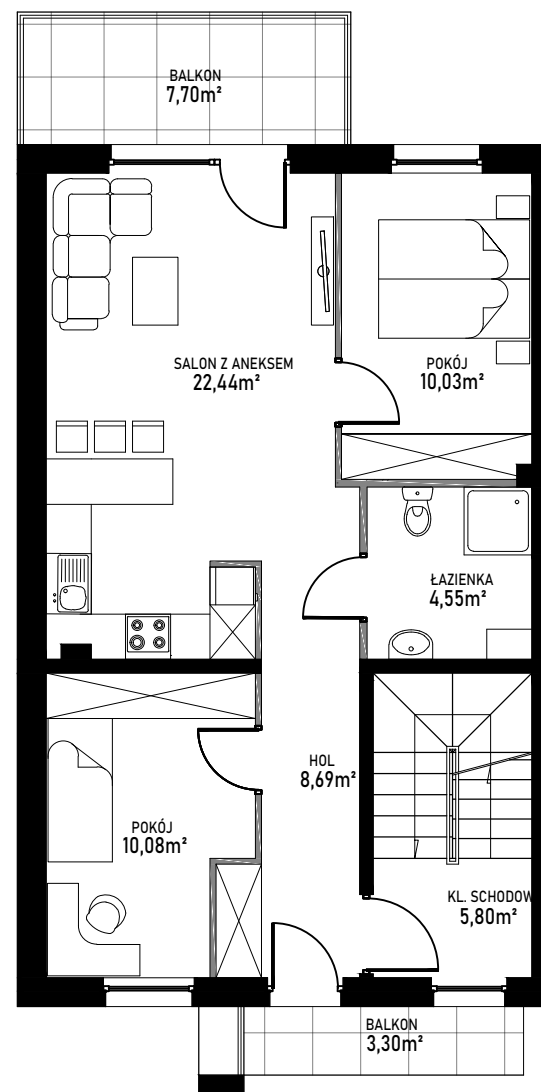 BALKON
7,70m²
SALON Z ANEKSEM
22,44m²
POKÓJ
10,03m²
ŁAZIENKA
4,55m²
HOL
8,69m²
POKÓJ
10,08m²
KL. SCHODOW
5,80m²
BALKON
3,30m²